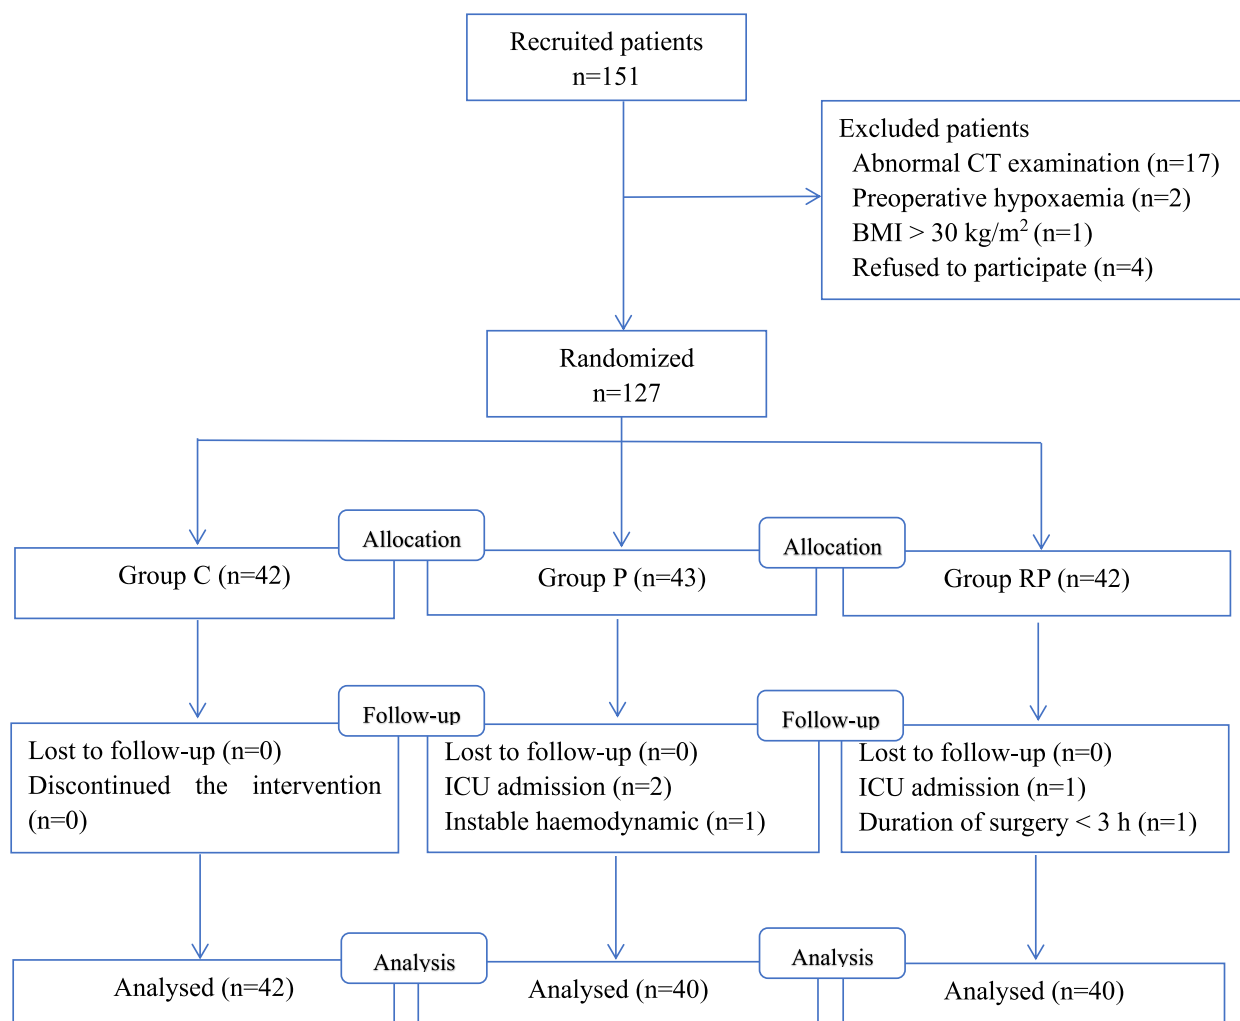 Recruited patients
n=151
Excluded patients
Abnormal CT examination (n=17)
Preoperative hypoxaemia (n=2)
BMI > 30 kg/m² (n=1)
Refused to participate (n=4)
Randomized
n=127
Allocation
Allocation
Group C (n=42)
Group P (n=43)
Group RP (n=42)
Follow-up
Follow-up
Lost to follow-up (n=0)
Discontinued the intervention
(n=0)
Lost to follow-up (n=0)
ICU admission (n=2)
Instable haemodynamic (n=1)
Lost to follow-up (n=0)
ICU admission (n=1)
Duration of surgery < 3 h (n=1)
Analysis
Analysis
Analysed (n=42)
Analysed (n=40)
Analysed (n=40)